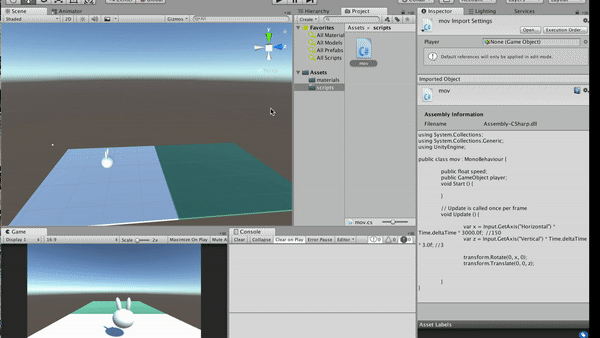 Scene
Animator
Shaded
2D
Gizmos
Hierarchy
Project
Create
Favorites
All Material
All Models
All Prefabs
All Scripts
Assets
materials
scripts
Assets
scripts
mov
mov.cs
Inspector
Lighting
Services
mov Import Settings
Open...
Execution Order...
Player
None (Game Object)
Default references will only be applied in edit mode.
Imported Object
mov
Assembly Information
Filename
Assembly-CSharp.dll
using System.Collections;
using System.Collections.Generic;
using UnityEngine;
public class mov : MonoBehaviour {
public float speed;
public GameObject player;
void Start () {
}
// Update is called once per frame
void Update () {
var x = Input.GetAxis("Horizontal") *
Time.deltaTime * 3000.0f; //150
var z = Input.GetAxis("Vertical") * Time.deltaTime
* 3.0f; //3
transform.Rotate(0, x, 0);
transform.Translate(0, 0, z);
}
}
Asset Labels
Game
Display 1
16:9
Scale
2x
Maximize On Play
Mute A
Console
Clear
Collapse
Clear on Play
Error Pause
Editor